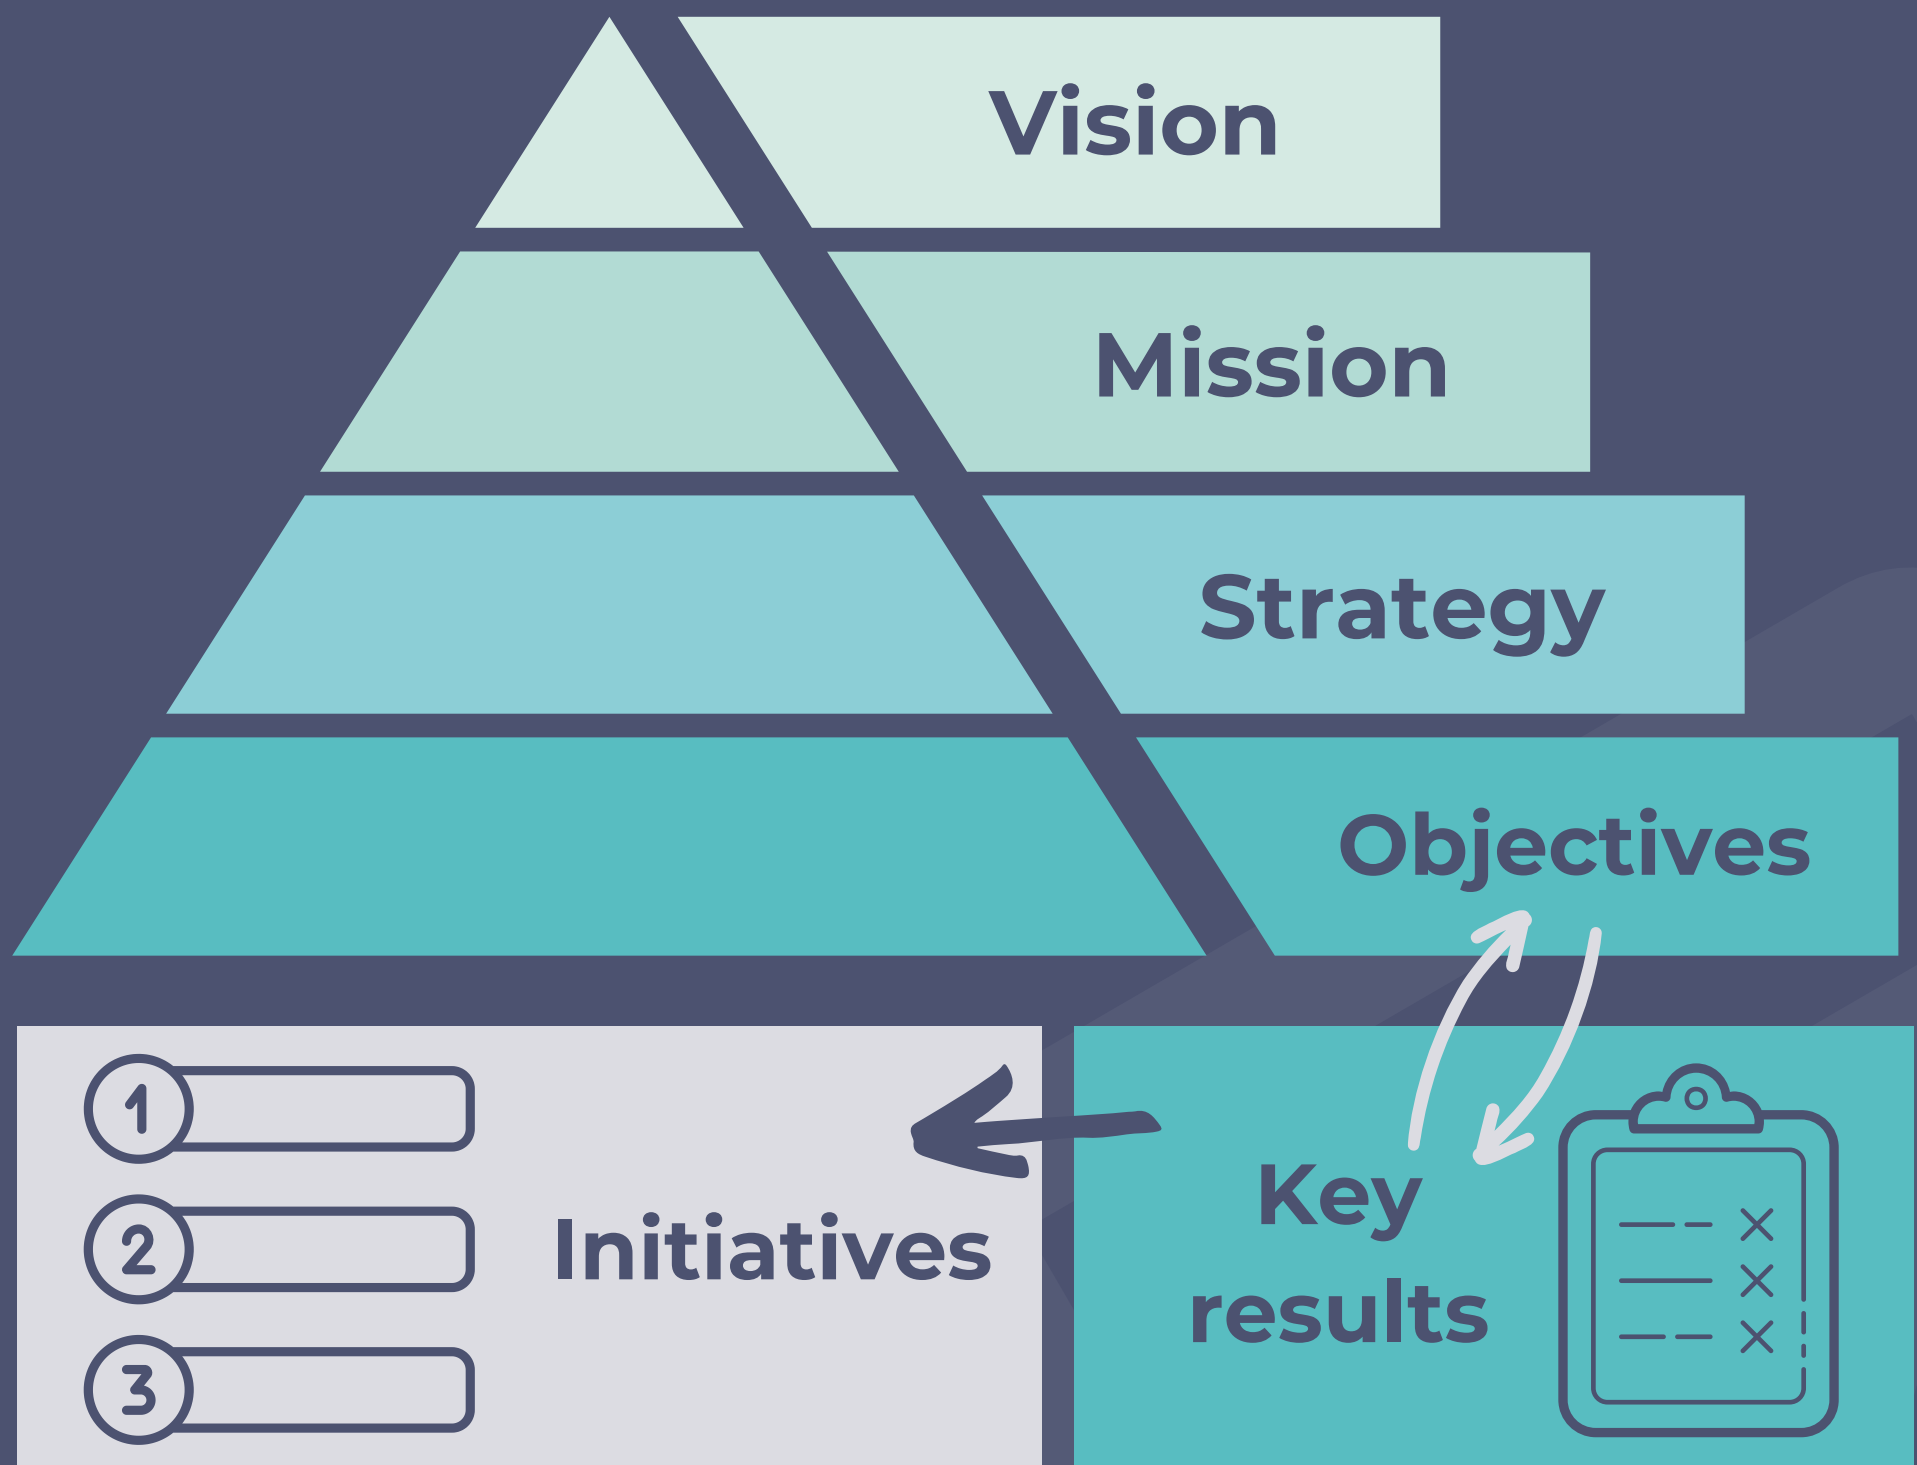 Vision
Mission
Strategy
Objectives
1
2
3
Initiatives
Key
results